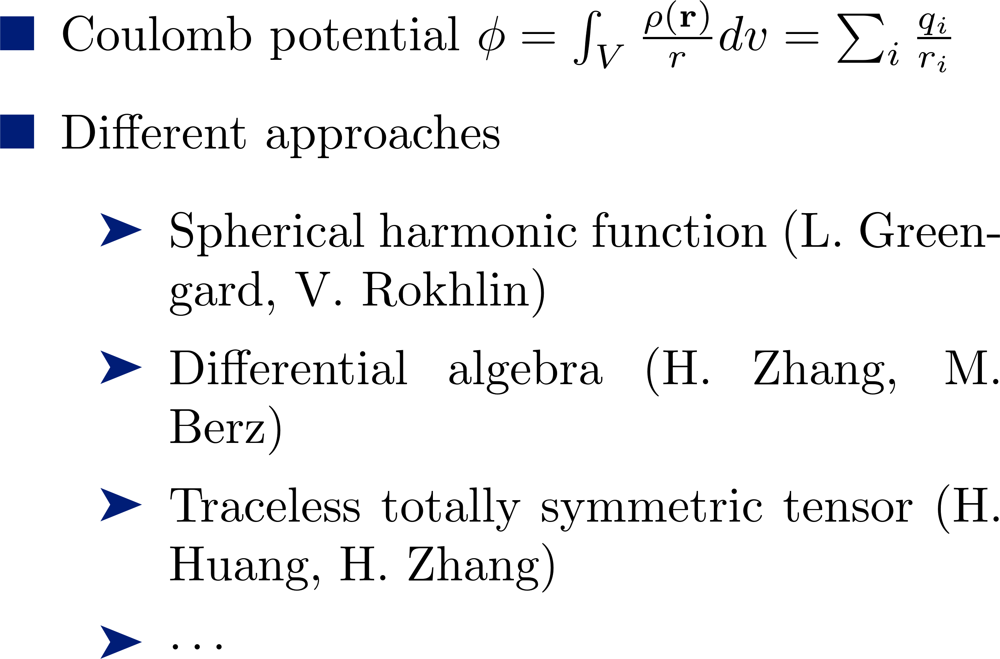 ■ Coulomb potential $\phi = \int_V \frac{\rho(\mathbf{r})}{r} dv = \sum_i \frac{q_i}{r_i}$
■ Different approaches
➤ Spherical harmonic function (L. Green-
gard, V. Rokhlin)
➤ Differential algebra (H. Zhang, M.
Berz)
➤ Traceless totally symmetric tensor (H.
Huang, H. Zhang)
➤ · · ·